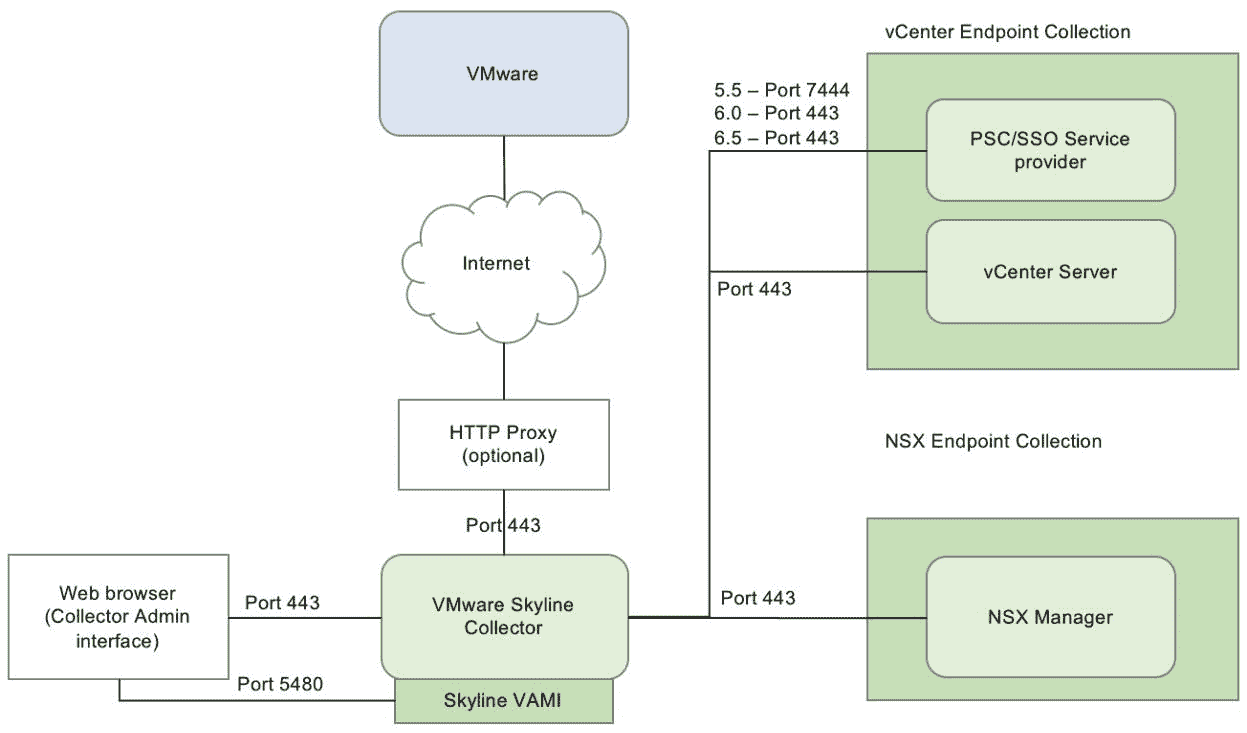 VMware
Internet
HTTP Proxy
(optional)
Port 443
Web browser
(Collector Admin
interface)
Port 443
Port 5480
VMware Skyline
Collector
Skyline VAMI
vCenter Endpoint Collection
5.5 – Port 7444
6.0 – Port 443
6.5 – Port 443
PSC/SSO Service
provider
vCenter Server
Port 443
NSX Endpoint Collection
Port 443
NSX Manager